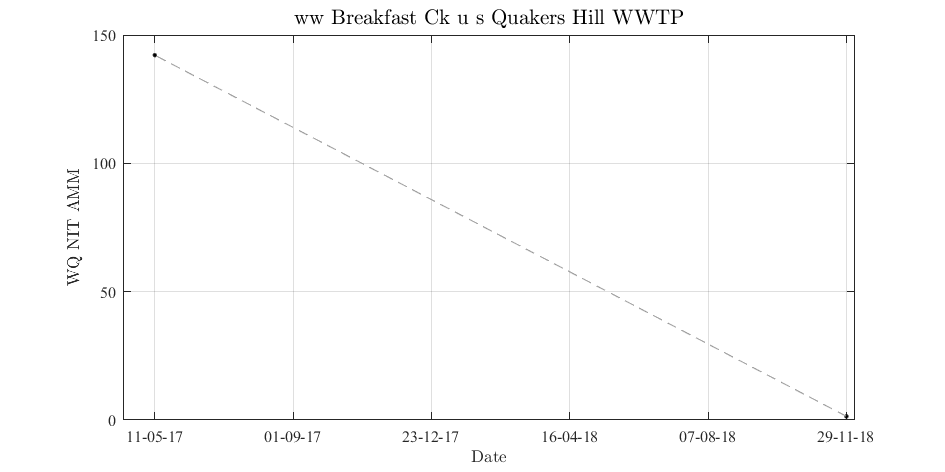 ww Breakfast Ck u s Quakers Hill WWTP
150
100
50
0
WQ NIT AMM
11-05-17 01-09-17 23-12-17 16-04-18 07-08-18 29-11-18
Date